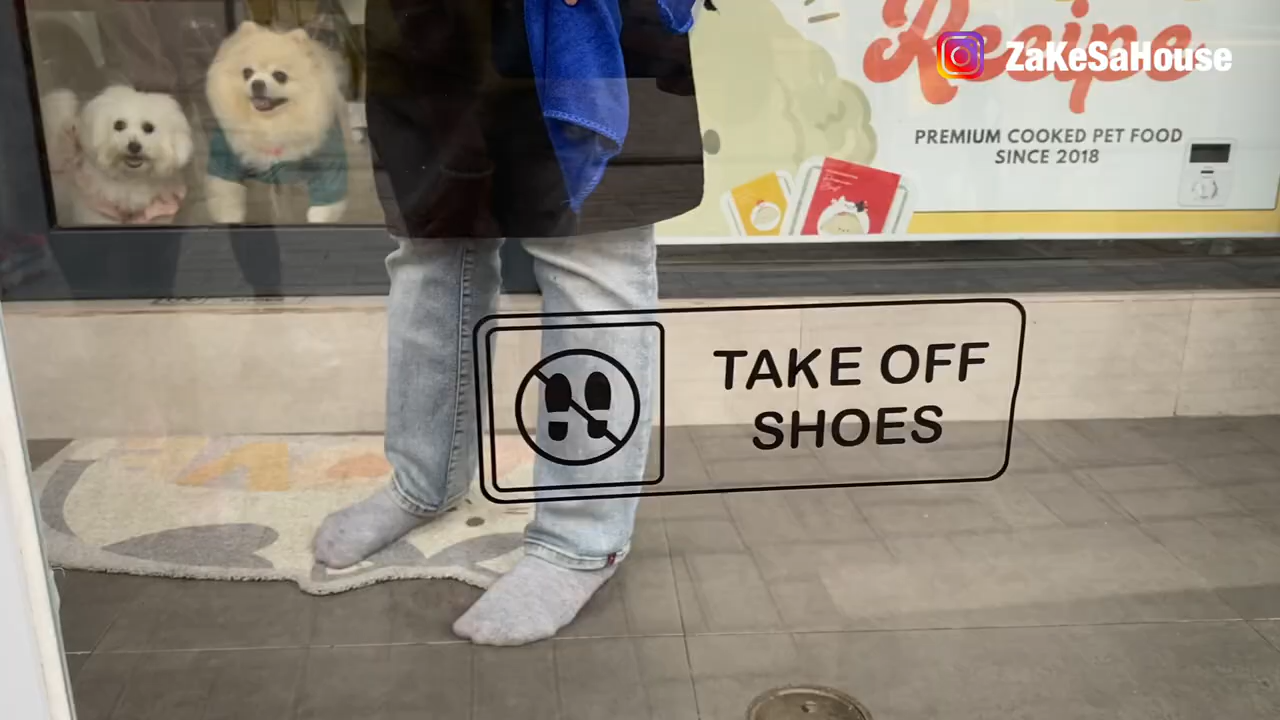 ZaKeSaHouse
Recipe
PREMIUM COOKED PET FOOD
SINCE 2018
TAKE OFF
SHOES